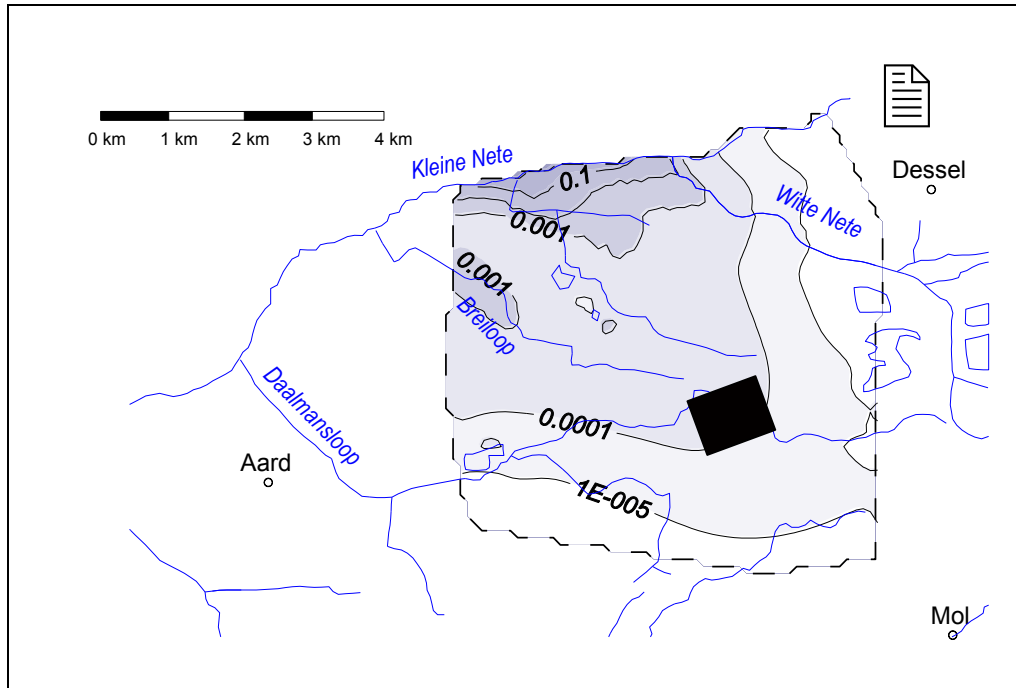 0 km 1 km 2 km 3 km 4 km
Kleine Nete
0.1
Dessel
Witte Nete
0.001
0.001
Breiloop
Daalmansloop
0.0001
Aard
1E-005
Mol